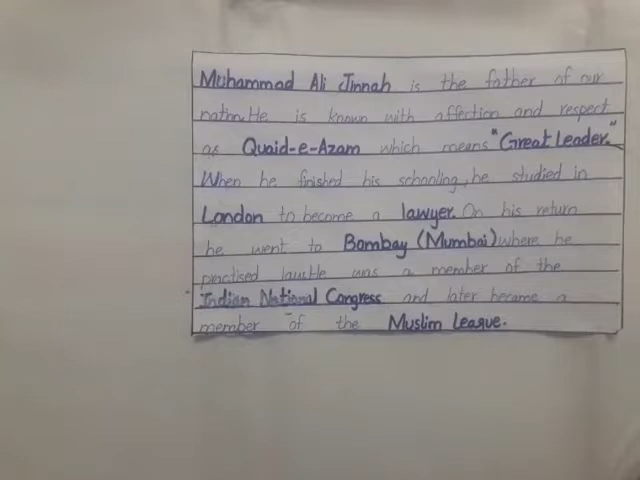 Muhammad Ali Jinnah is the father of our
nation.He is known with affection and respect
as Quaid-e-Azam which means "Great Leader."
When he finished his schooling, he studied in
London to become a lawyer. On his return
he went to Bombay (Mumbai) where he
practised law.He was a member of the
Indian National Congress and later became a
member of the Muslim League.